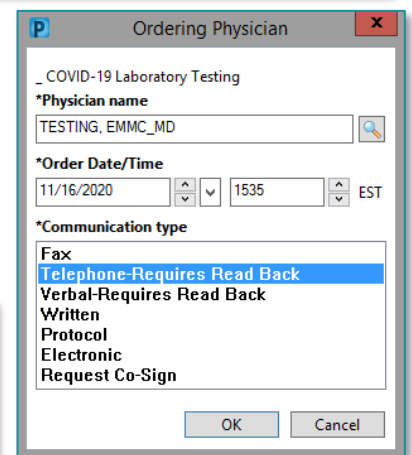 P Ordering Physician x
_ COVID-19 Laboratory Testing
*Physician name
TESTING, EMMC_MD
*Order Date/Time
11/16/2020 1535 EST
*Communication type
Fax
Telephone-Requires Read Back
Verbal-Requires Read Back
Written
Protocol
Electronic
Request Co-Sign
OK Cancel